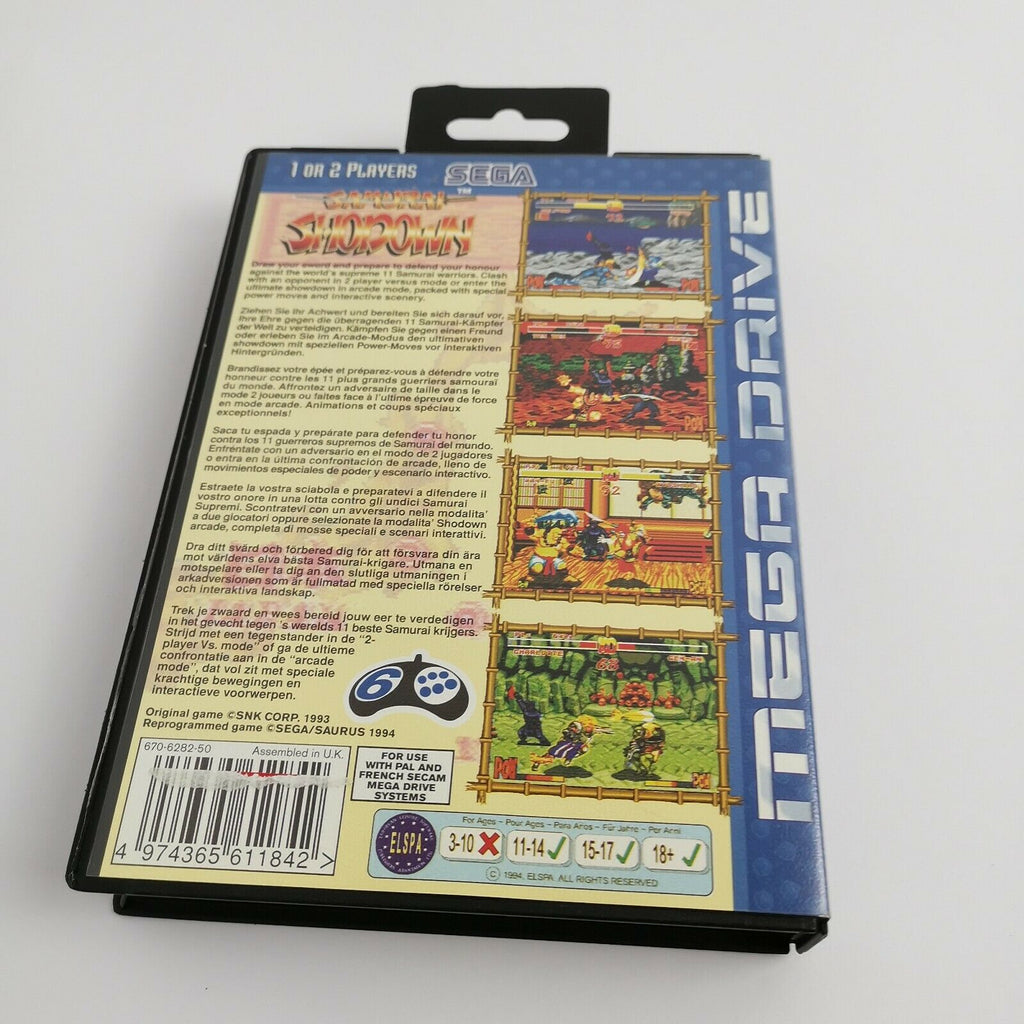 1 OR 2 PLAYERS
SEGA
™
SAMURAI
SHODOWN
Draw your sword and prepare to defend your honour
against the world's supreme 11 Samurai warriors. Clash
with an opponent in 2 player versus mode or enter the
ultimate showdown in arcade mode, packed with special
power moves and interactive scenery.
Ziehen Sie Ihr Achwert und bereiten Sie sich darauf vor,
Ihre Ehre gegen die überragenden 11 Samurai-Kämpfer
der Welt zu verteidigen. Kämpfen Sie gegen einen Freund
oder erleben Sie im Arcade-Modus den ultimativen
showdown mit speziellen Power-Moves vor interaktiven
Hintergründen.
Brandissez votre épée et préparez-vous à défendre votre
honneur contre les 11 plus grands guerriers samouraï
du monde. Affrontez un adversaire de taille dans le
mode 2 joueurs ou faites face à l'ultime épreuve de force
en mode arcade. Animations et coups spéciaux
exceptionnels!
Saca tu espada y prepárate para defender tu honor
contra los 11 guerreros supremos de Samurai del mundo.
Enfréntate con un adversario en el modo de 2 jugadores
o entra en la última confrontación de arcade, lleno de
movimientos especiales de poder y escenario interactivo.
Estraete la vostra sciabola e preparatevi a difendere il
vostro onore in una lotta contro gli undici Samurai
Supremi. Scontratevi con un avversario nella modalita'
a due giocatori oppure selezionate la modalita' Shodown
arcade, completa di mosse speciali e scenari interattivi.
Dra ditt svärd och förbered dig för att försvara din ära
mot världens elva bästa Samurai-krigare. Utmana en
motspelare eller ta dig an den slutliga utmaningen i
arkadversionen som är fullmatad med speciella rörelser
och interaktiva landskap.
Trek je zwaard en wees bereid jouw eer te verdedigen
in het gevecht tegen 's werelds 11 beste Samurai krijgers.
Strijd met een tegenstander in de "2-
player Vs. mode" of ga de ultieme
confrontatie aan in de "arcade
mode", dat vol zit met speciale
krachtige bewegingen en
interactieve voorwerpen.
6
Original game ©SNK CORP. 1993
Reprogrammed game ©SEGA/SAURUS 1994
670-6282-50
Assembled in U.K.
4 974365 611842 >
FOR USE
WITH PAL AND
FRENCH SECAM
MEGA DRIVE
SYSTEMS
ELSPA
For Ages - Pour Ages - Para Años - Für Jahre - Per Anni
3-10 11-14 15-17 18+
© 1994. ELSPA. ALL RIGHTS RESERVED
MEGA DRIVE